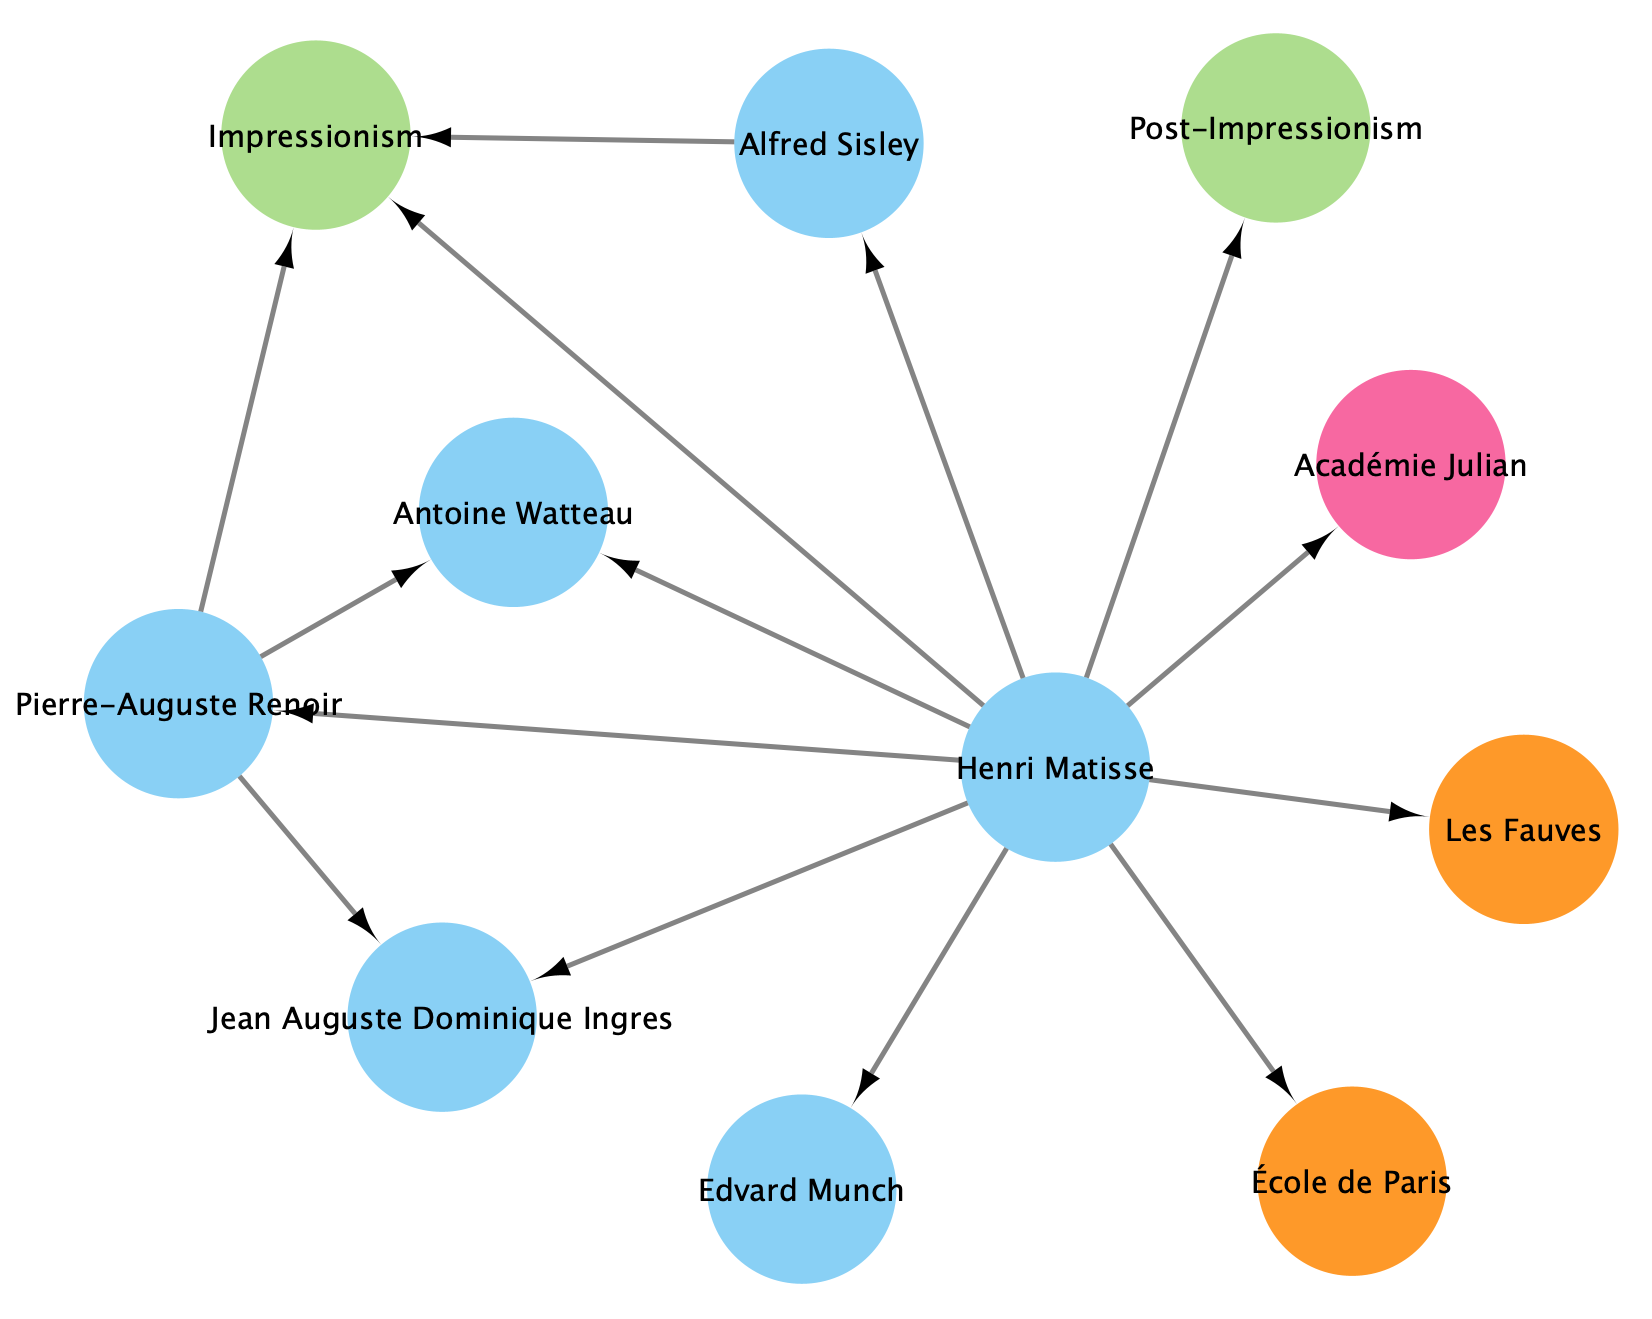 Impressionism
Alfred Sisley
Post-Impressionism
Académie Julian
Antoine Watteau
Pierre-Auguste Renoir
Henri Matisse
Les Fauves
Jean Auguste Dominique Ingres
Edvard Munch
École de Paris